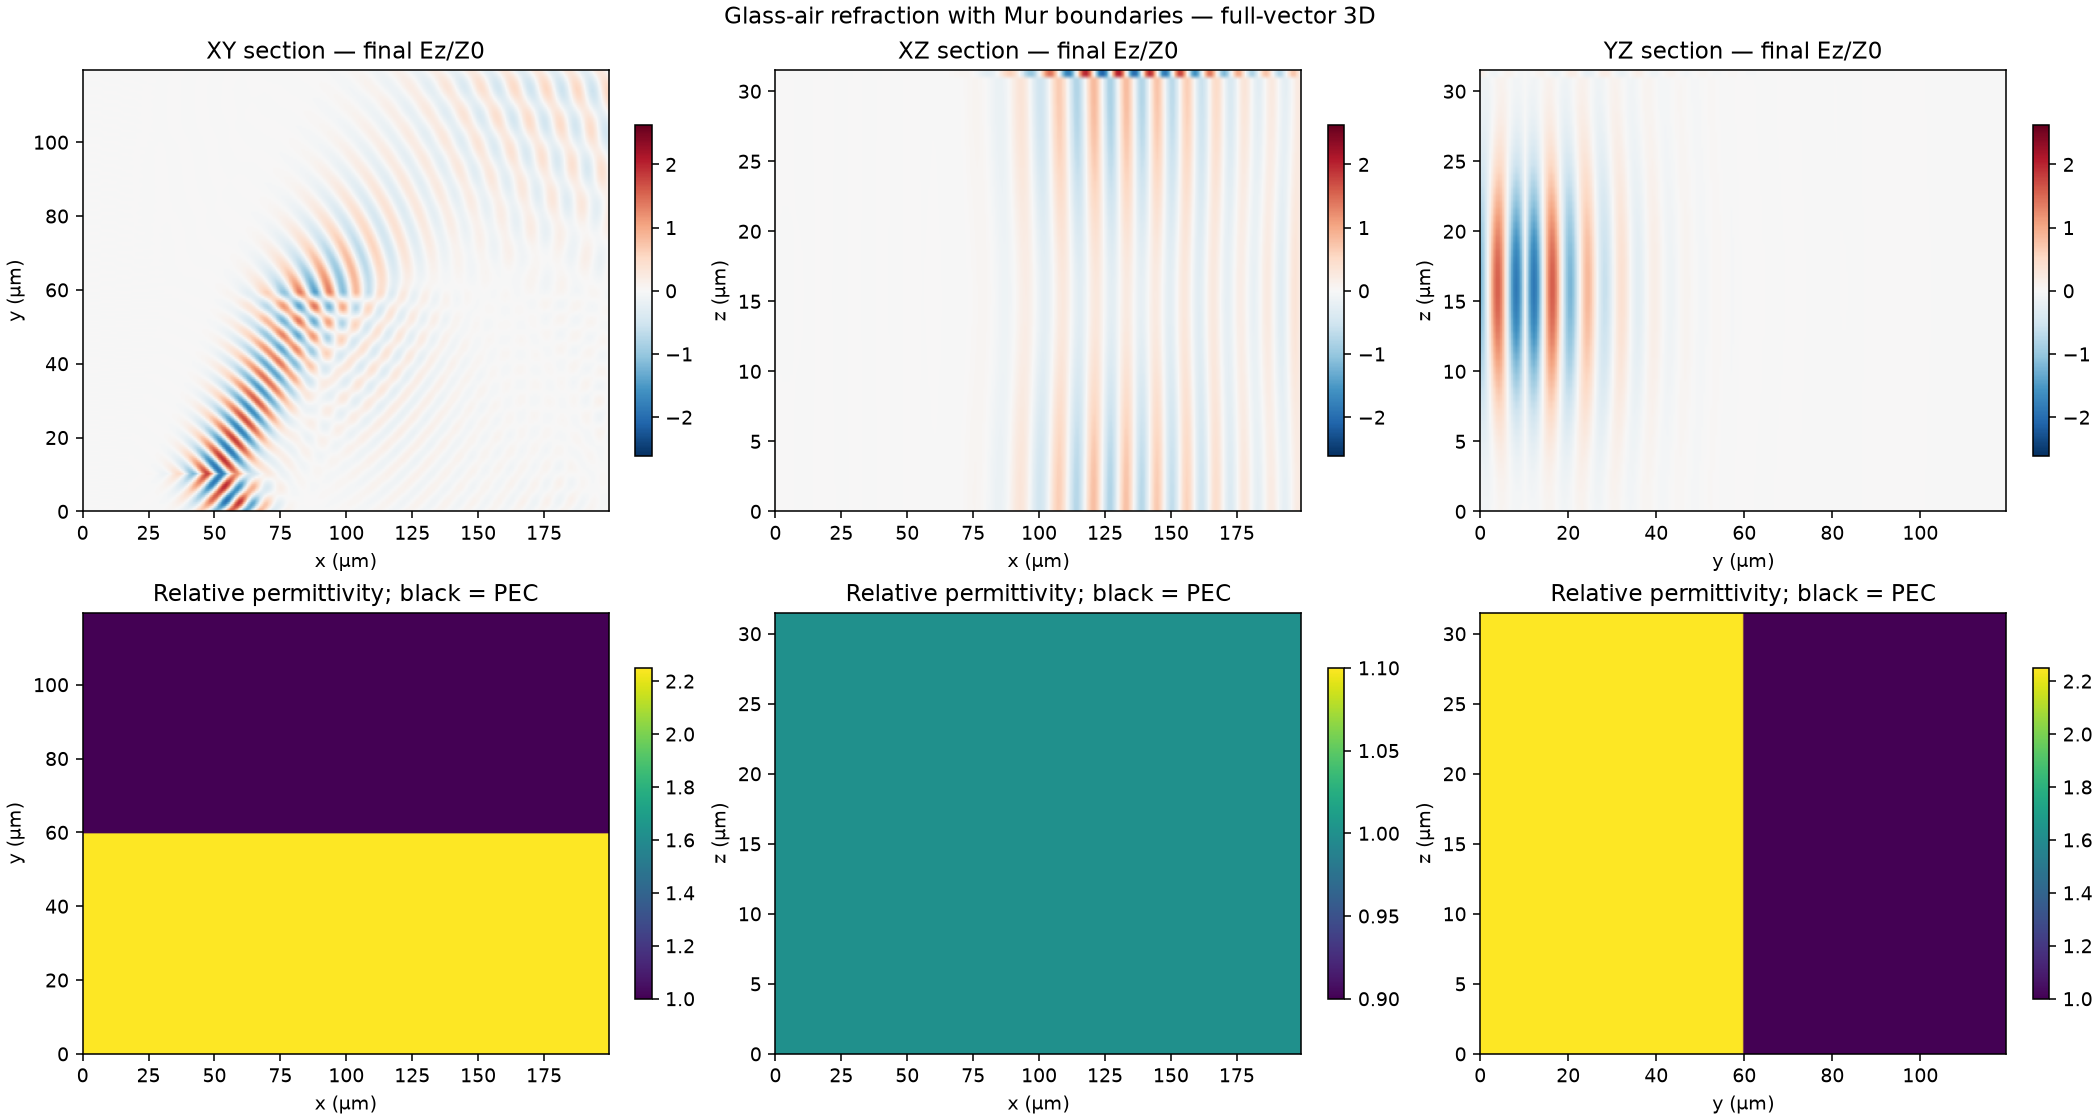 Glass-air refraction with Mur boundaries — full-vector 3D
XY section — final Ez/Z0
y (µm)
100
80
60
40
20
0
0 25 50 75 100 125 150 175
x (µm)
2
1
0
−1
−2
XZ section — final Ez/Z0
z (µm)
30
25
20
15
10
5
0
0 25 50 75 100 125 150 175
x (µm)
2
1
0
−1
−2
YZ section — final Ez/Z0
z (µm)
30
25
20
15
10
5
0
0 20 40 60 80 100
y (µm)
2
1
0
−1
−2
Relative permittivity; black = PEC
y (µm)
100
80
60
40
20
0
0 25 50 75 100 125 150 175
x (µm)
2.2
2.0
1.8
1.6
1.4
1.2
1.0
Relative permittivity; black = PEC
z (µm)
30
25
20
15
10
5
0
0 25 50 75 100 125 150 175
x (µm)
1.10
1.05
1.00
0.95
0.90
Relative permittivity; black = PEC
z (µm)
30
25
20
15
10
5
0
0 20 40 60 80 100
y (µm)
2.2
2.0
1.8
1.6
1.4
1.2
1.0